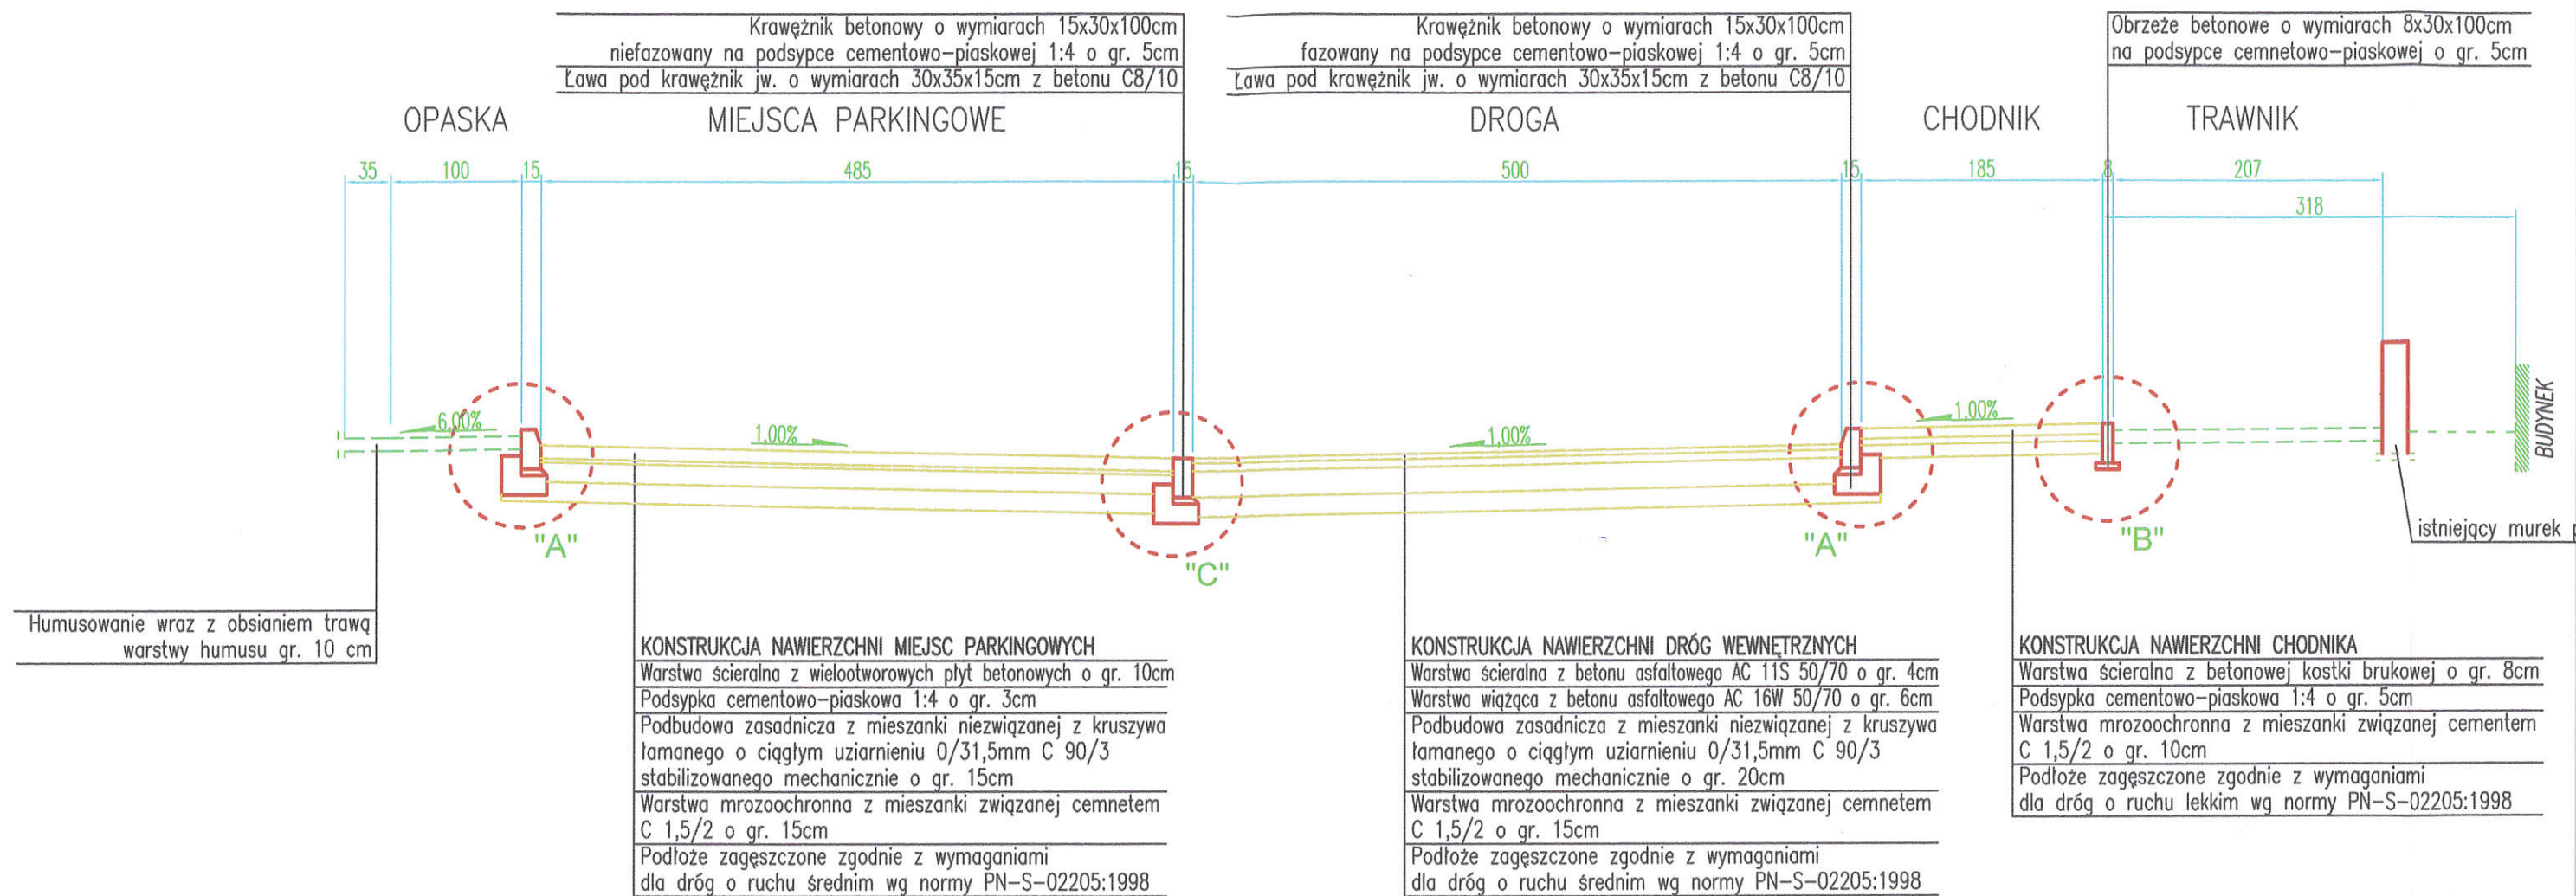 Krawężnik betonowy o wymiarach 15x30x100cm
niefazowany na podsypce cementowo-piaskowej 1:4 o gr. 5cm
Ława pod krawężnik jw. o wymiarach 30x35x15cm z betonu C8/10
Krawężnik betonowy o wymiarach 15x30x100cm
fazowany na podsypce cementowo-piaskowej 1:4 o gr. 5cm
Ława pod krawężnik jw. o wymiarach 30x35x15cm z betonu C8/10
Obrzeże betonowe o wymiarach 8x30x100cm
na podsypce cemnetowo-piaskowej o gr. 5cm
OPASKA
MIEJSCA PARKINGOWE
DROGA
CHODNIK
TRAWNIK
35
100
15
485
15
500
15
185
8
207
318
6,00%
1,00%
1,00%
1,00%
BUDYNEK
"A"
"C"
"A"
"B"
istniejący murek
Humusowanie wraz z obsianiem trawą
warstwy humusu gr. 10 cm
KONSTRUKCJA NAWIERZCHNI MIEJSC PARKINGOWYCH
Warstwa ścieralna z wielootworowych płyt betonowych o gr. 10cm
Podsypka cementowo-piaskowa 1:4 o gr. 3cm
Podbudowa zasadnicza z mieszanki niezwiązanej z kruszywa
łamanego o ciągłym uziarnieniu 0/31,5mm C 90/3
stabilizowanego mechanicznie o gr. 15cm
Warstwa mrozoochronna z mieszanki związanej cemnetem
C 1,5/2 o gr. 15cm
Podłoże zagęszczone zgodnie z wymaganiami
dla dróg o ruchu średnim wg normy PN-S-02205:1998
KONSTRUKCJA NAWIERZCHNI DRÓG WEWNĘTRZNYCH
Warstwa ścieralna z betonu asfaltowego AC 11S 50/70 o gr. 4cm
Warstwa wiążąca z betonu asfaltowego AC 16W 50/70 o gr. 6cm
Podbudowa zasadnicza z mieszanki niezwiązanej z kruszywa
łamanego o ciągłym uziarnieniu 0/31,5mm C 90/3
stabilizowanego mechanicznie o gr. 20cm
Warstwa mrozoochronna z mieszanki związanej cemnetem
C 1,5/2 o gr. 15cm
Podłoże zagęszczone zgodnie z wymaganiami
dla dróg o ruchu średnim wg normy PN-S-02205:1998
KONSTRUKCJA NAWIERZCHNI CHODNIKA
Warstwa ścieralna z betonowej kostki brukowej o gr. 8cm
Podsypka cementowo-piaskowa 1:4 o gr. 5cm
Warstwa mrozoochronna z mieszanki związanej cementem
C 1,5/2 o gr. 10cm
Podłoże zagęszczone zgodnie z wymaganiami
dla dróg o ruchu lekkim wg normy PN-S-02205:1998